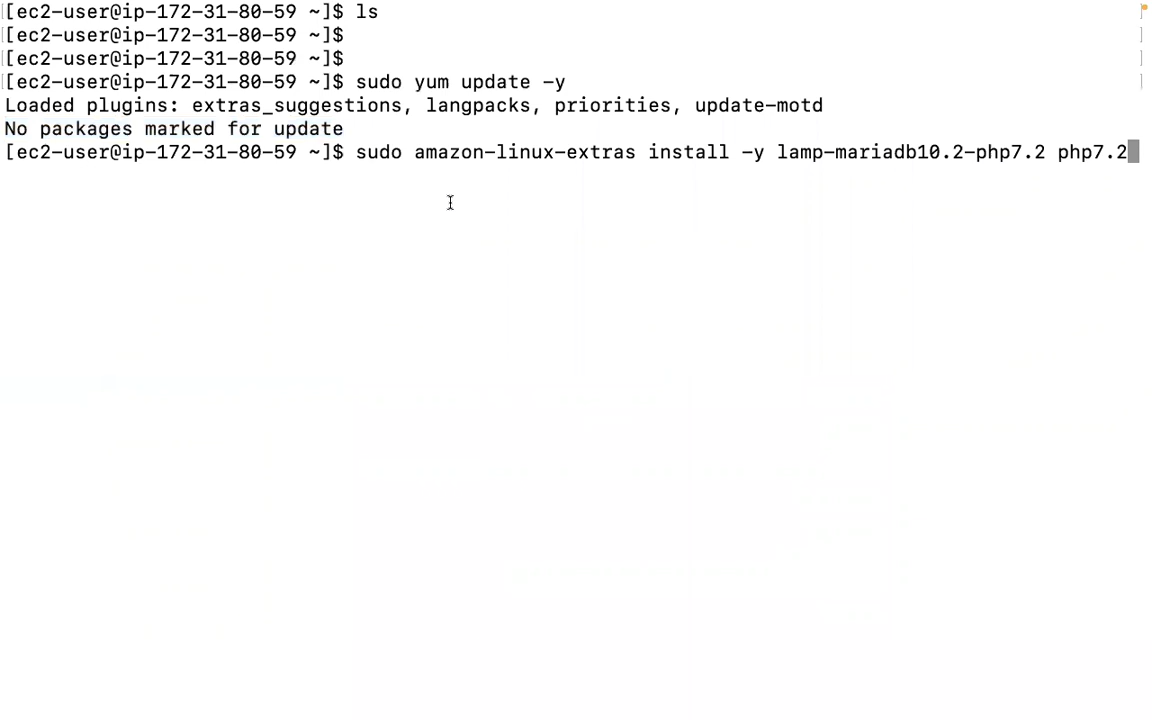 [ec2-user@ip-172-31-80-59 ~]$ ls
[ec2-user@ip-172-31-80-59 ~]$
[ec2-user@ip-172-31-80-59 ~]$
[ec2-user@ip-172-31-80-59 ~]$ sudo yum update -y
Loaded plugins: extras_suggestions, langpacks, priorities, update-motd
No packages marked for update
[ec2-user@ip-172-31-80-59 ~]$ sudo amazon-linux-extras install -y lamp-mariadb10.2-php7.2 php7.2